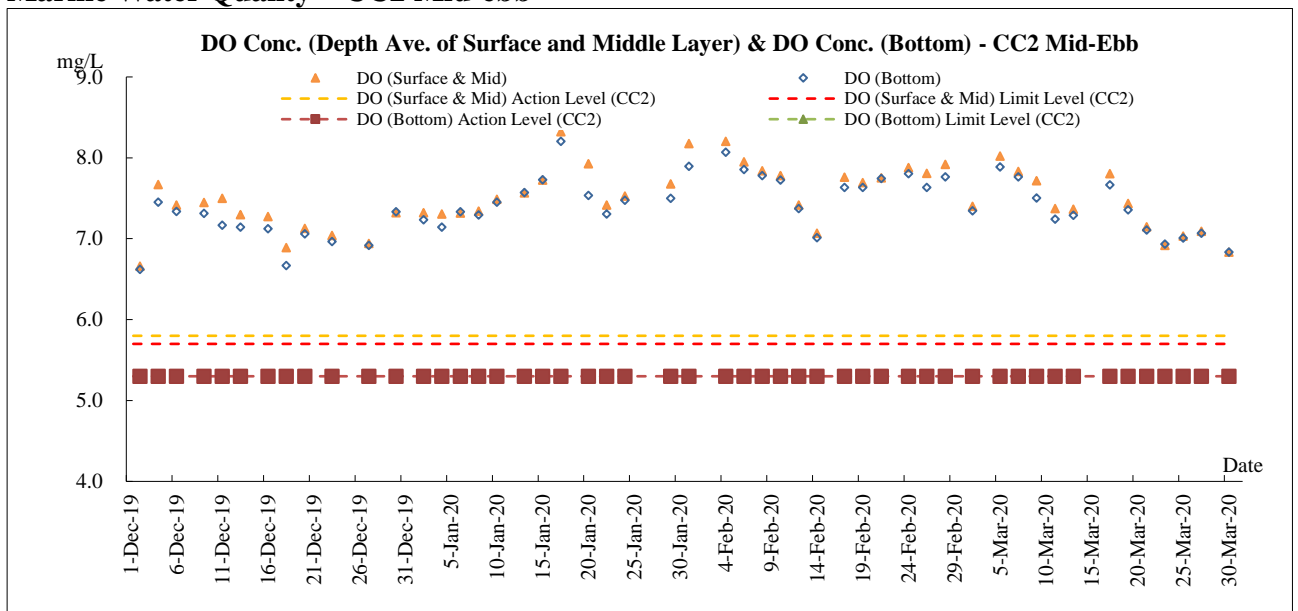 Marine Water Quality – CC2 Mid-ebb
DO Conc. (Depth Ave. of Surface and Middle Layer) & DO Conc. (Bottom) - CC2 Mid-Ebb
mg/L
DO (Surface & Mid)
DO (Bottom)
DO (Surface & Mid) Action Level (CC2)
DO (Surface & Mid) Limit Level (CC2)
DO (Bottom) Action Level (CC2)
DO (Bottom) Limit Level (CC2)
9.0
8.0
7.0
6.0
5.0
4.0
Date
1-Dec-19
6-Dec-19
11-Dec-19
16-Dec-19
21-Dec-19
26-Dec-19
31-Dec-19
5-Jan-20
10-Jan-20
15-Jan-20
20-Jan-20
25-Jan-20
30-Jan-20
4-Feb-20
9-Feb-20
14-Feb-20
19-Feb-20
24-Feb-20
29-Feb-20
5-Mar-20
10-Mar-20
15-Mar-20
20-Mar-20
25-Mar-20
30-Mar-20